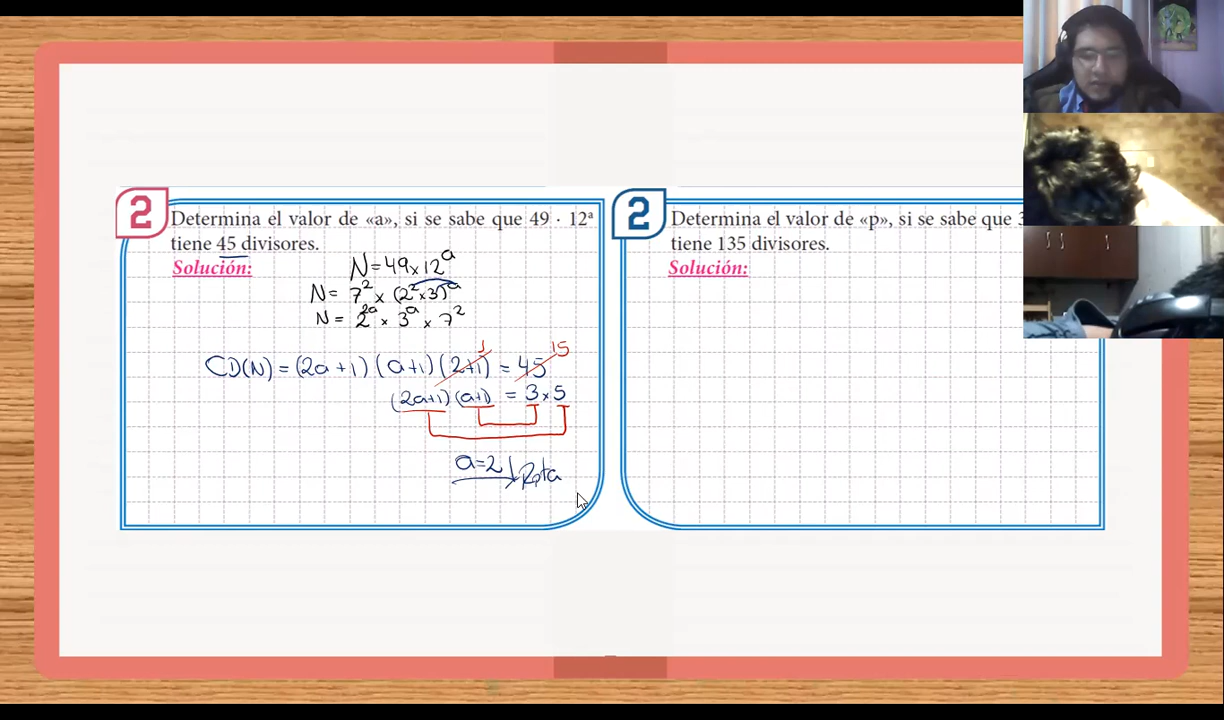 2
Determina el valor de «a», si se sabe que 49 · 12ᵃ
tiene 45 divisores.
Solución:
N = 49 × 12ᵃ
N = 7² × (2² × 3)ᵃ
N = 2²ᵃ × 3ᵃ × 7²
1 15
CD(N) = (2a + 1) (a + 1) (2 + 1) = 45
(2a+1) (a+1) = 3 × 5
a = 2 Rpta
2
Determina el valor de «p», si se sabe que 3
tiene 135 divisores.
Solución: